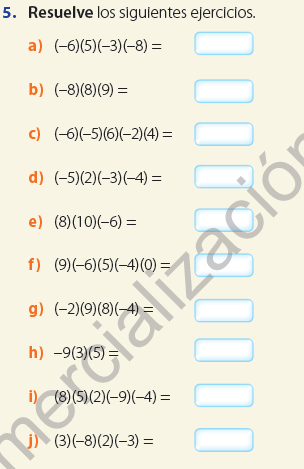 5. Resuelve los siguientes ejercicios.
a) (–6)(5)(–3)(–8) =
b) (–8)(8)(9) =
c) (–6)(–5)(6)(–2)(4) =
d) (–5)(2)(–3)(–4) =
e) (8)(10)(–6) =
f) (9)(–6)(5)(–4)(0) =
g) (–2)(9)(8)(–4) =
h) –9(3)(5) =
i) (8)(5)(2)(–9)(–4) =
j) (3)(–8)(2)(–3) =
mercialización